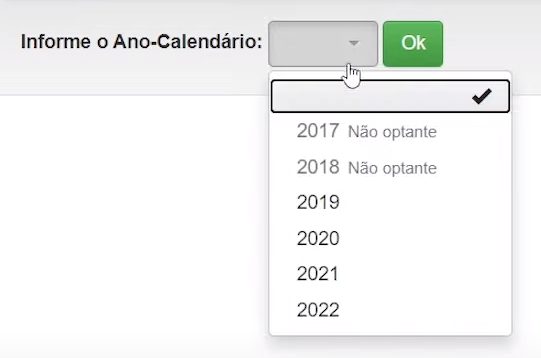 Informe o Ano-Calendário: Ok
2017 Não optante
2018 Não optante
2019
2020
2021
2022